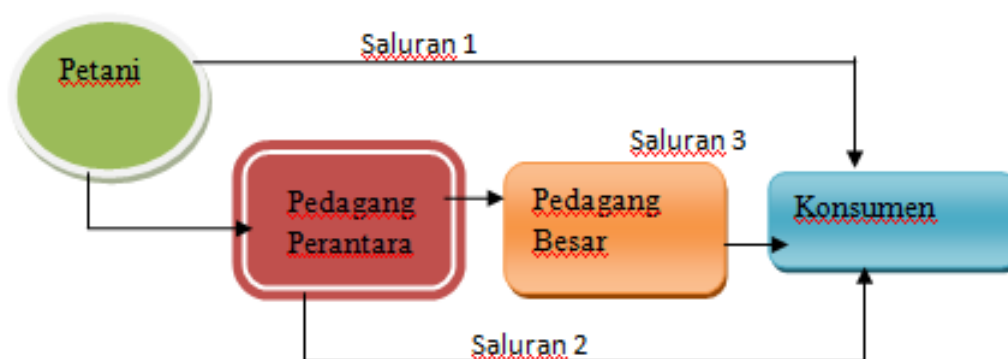 Saluran 1
Petani
Saluran 3
Pedagang
Perantara
Pedagang
Besar
Konsumen
Saluran 2